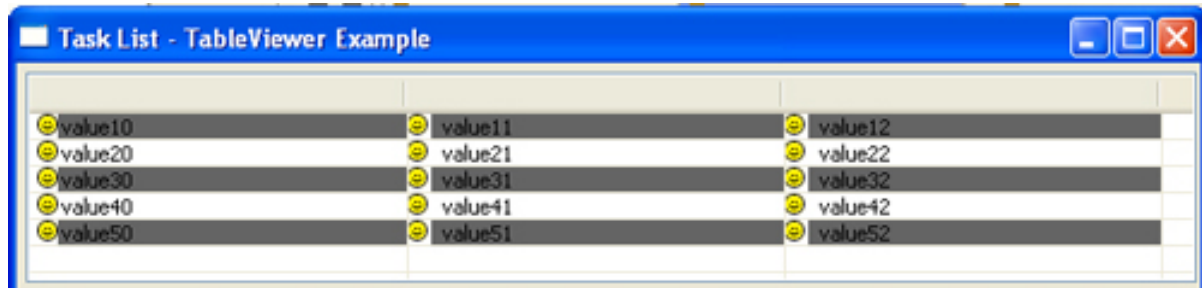 Task List - TableViewer Example
value10 value11 value12
value20 value21 value22
value30 value31 value32
value40 value41 value42
value50 value51 value52